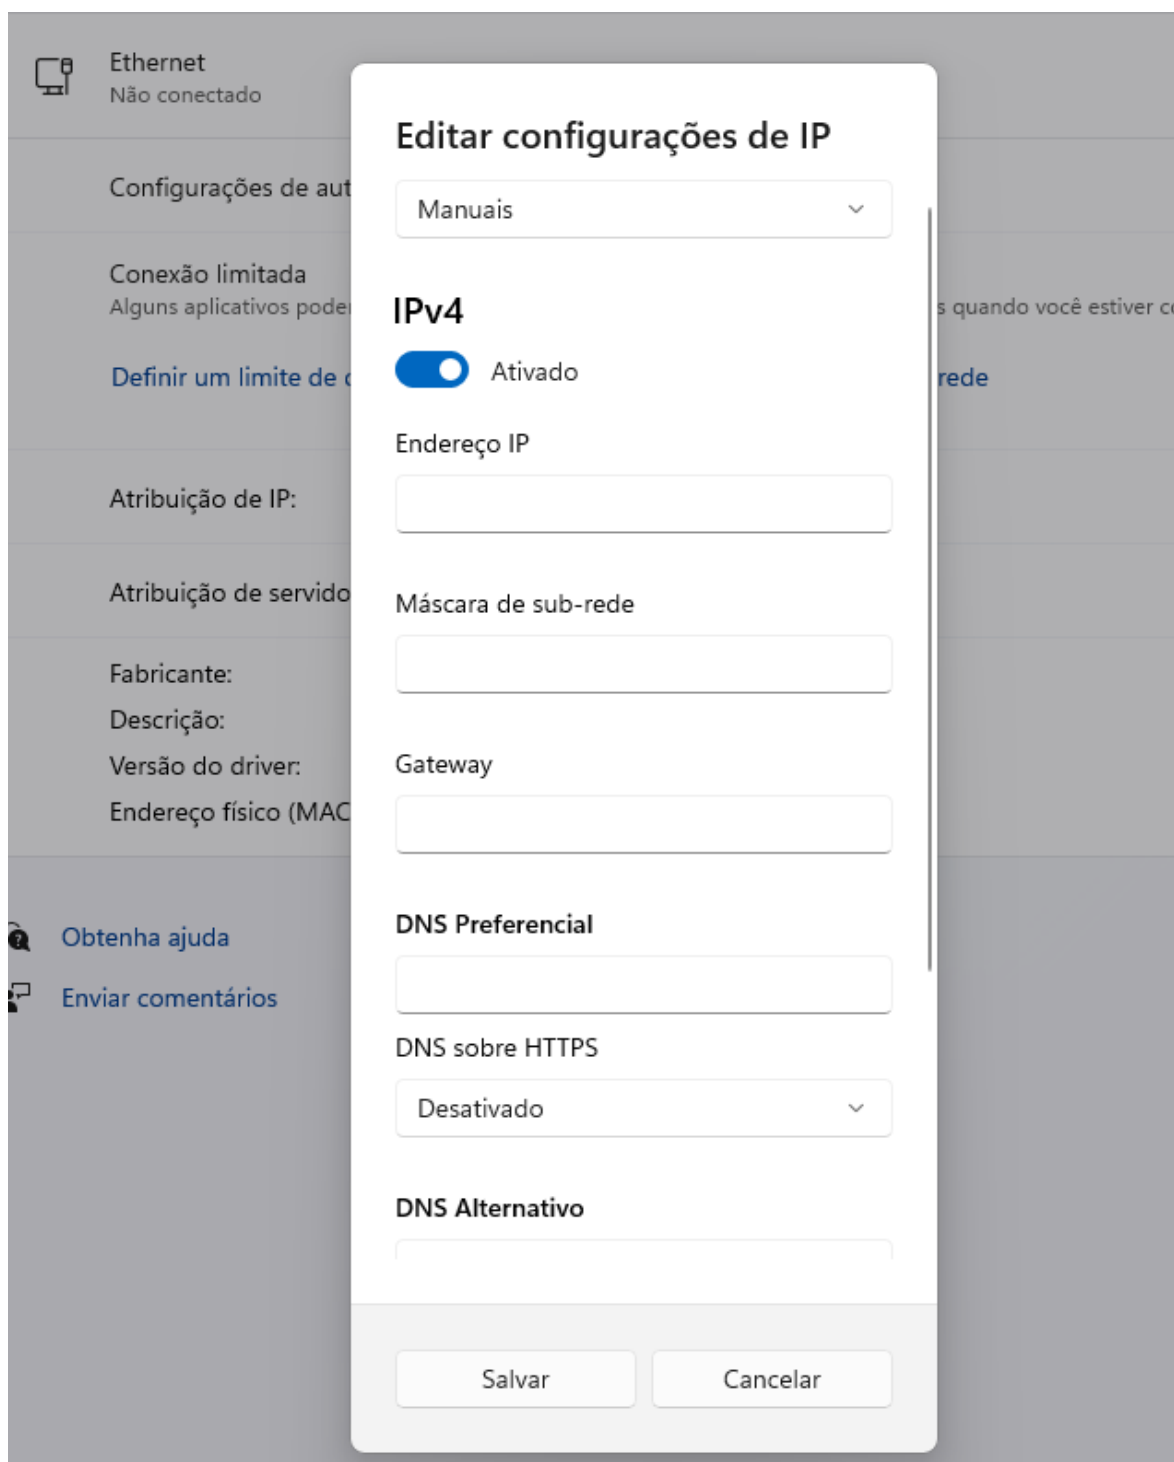 Ethernet
Não conectado
Configurações de aut
Conexão limitada
Alguns aplicativos poder
s quando você estiver co
Definir um limite de d
rede
Atribuição de IP:
Atribuição de servido
Fabricante:
Descrição:
Versão do driver:
Endereço físico (MAC
Obtenha ajuda
Enviar comentários
Editar configurações de IP
Manuais
IPv4
Ativado
Endereço IP
Máscara de sub-rede
Gateway
DNS Preferencial
DNS sobre HTTPS
Desativado
DNS Alternativo
Salvar
Cancelar